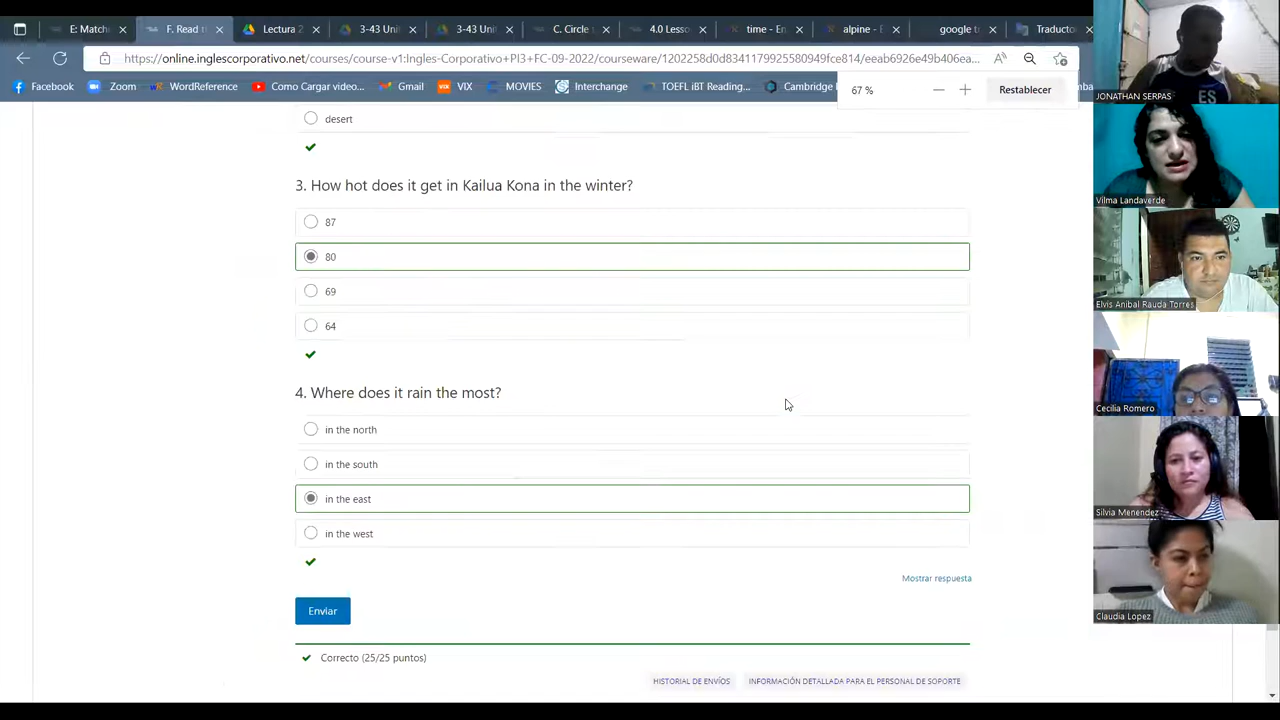 E: Matchi
F. Read th
Lectura 2
3-43 Uni
3-43 Uni
C. Circle
4.0 Lesso
time - En
alpine - E
google t
Traducto
https://online.inglescorporativo.net/courses/course-v1:Ingles-Corporativo+PI3+FC-09-2022/courseware/1202258d0d8341179925580949fce814/eeab6926e49b406ea...
Facebook
Zoom
WordReference
Como Cargar video...
Gmail
VIX
MOVIES
Interchange
TOEFL iBT Reading...
Cambridge
67 %
Restablecer
desert
3. How hot does it get in Kailua Kona in the winter?
87
80
69
64
4. Where does it rain the most?
in the north
in the south
in the east
in the west
Mostrar respuesta
Enviar
Correcto (25/25 puntos)
HISTORIAL DE ENVÍOS
INFORMACIÓN DETALLADA PARA EL PERSONAL DE SOPORTE
ES
JONATHAN SERPAS
Vilma Landaverde
Elvis Anibal Rauda Torres
Cecilia Romero
Silvia Menendez
Claudia Lopez